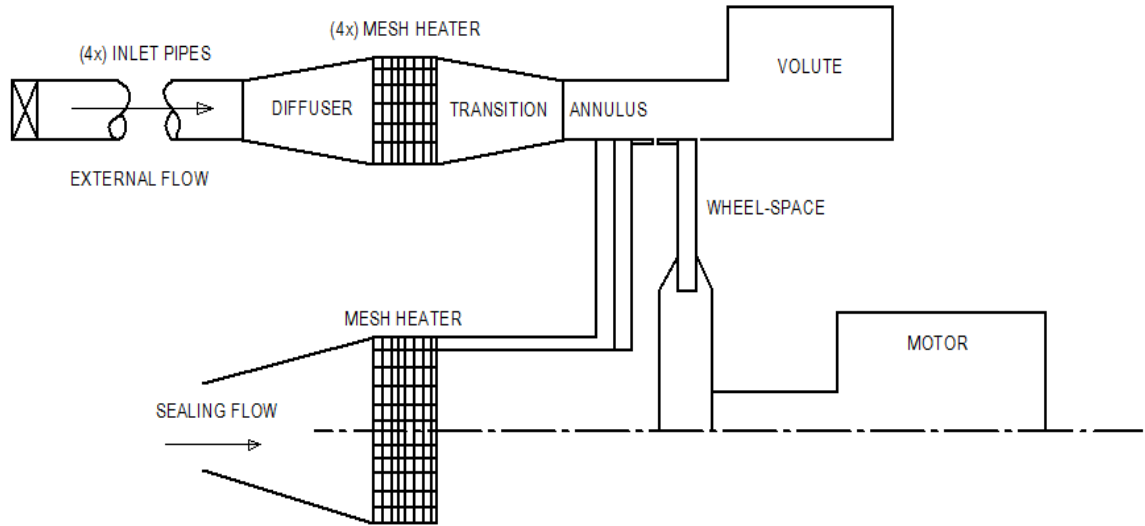 (4x) INLET PIPES
(4x) MESH HEATER
VOLUTE
DIFFUSER
TRANSITION
ANNULUS
EXTERNAL FLOW
WHEEL-SPACE
MESH HEATER
MOTOR
SEALING FLOW